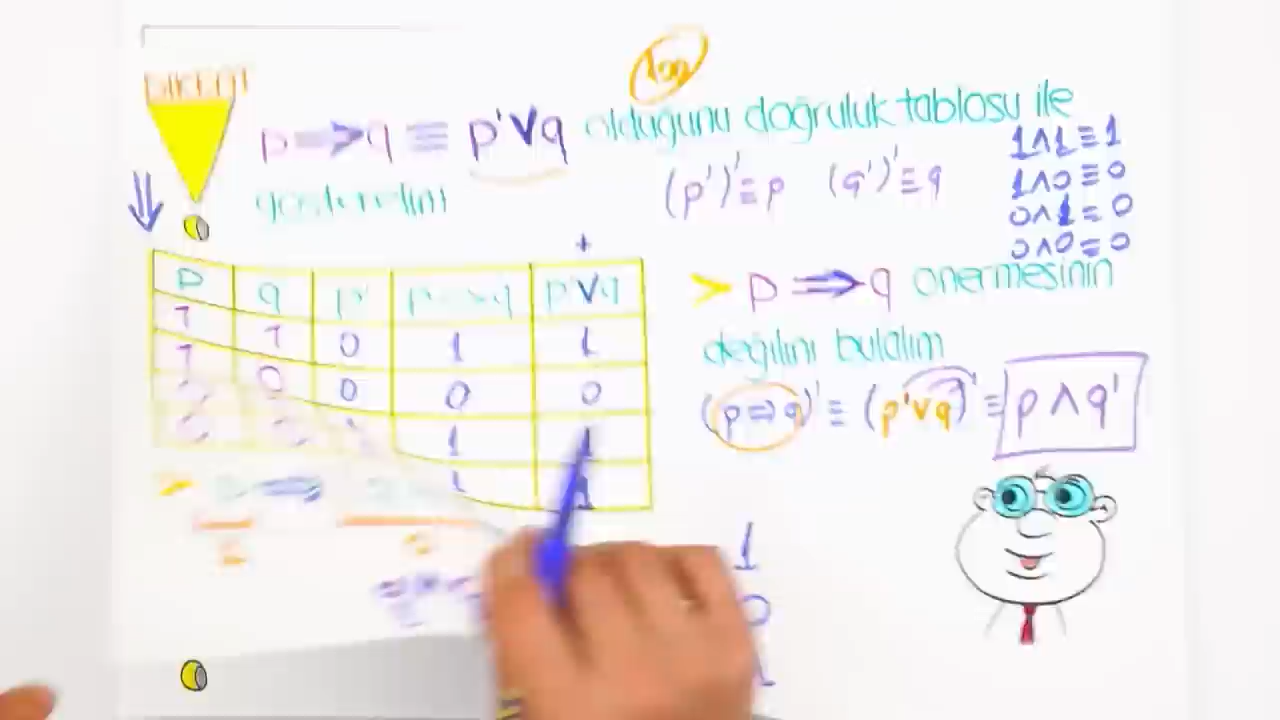 DİKKAT
p ⇒ q ≡ p' ∨ q olduğunu doğruluk tablosu ile
gösterelim
(p')' ≡ p (q')' ≡ q
1∧1≡1
1∧0≡0
0∧1≡0
0∧0≡0
p q p' p⇒q p'∨q
1 1 0 1 1
1 0 0 0 0
0 0 1 1
1 1
p ⇒ q önermesinin
değilini bulalım
(p⇒q)' ≡ (p'∨q)' ≡ p ∧ q'
1
0
1